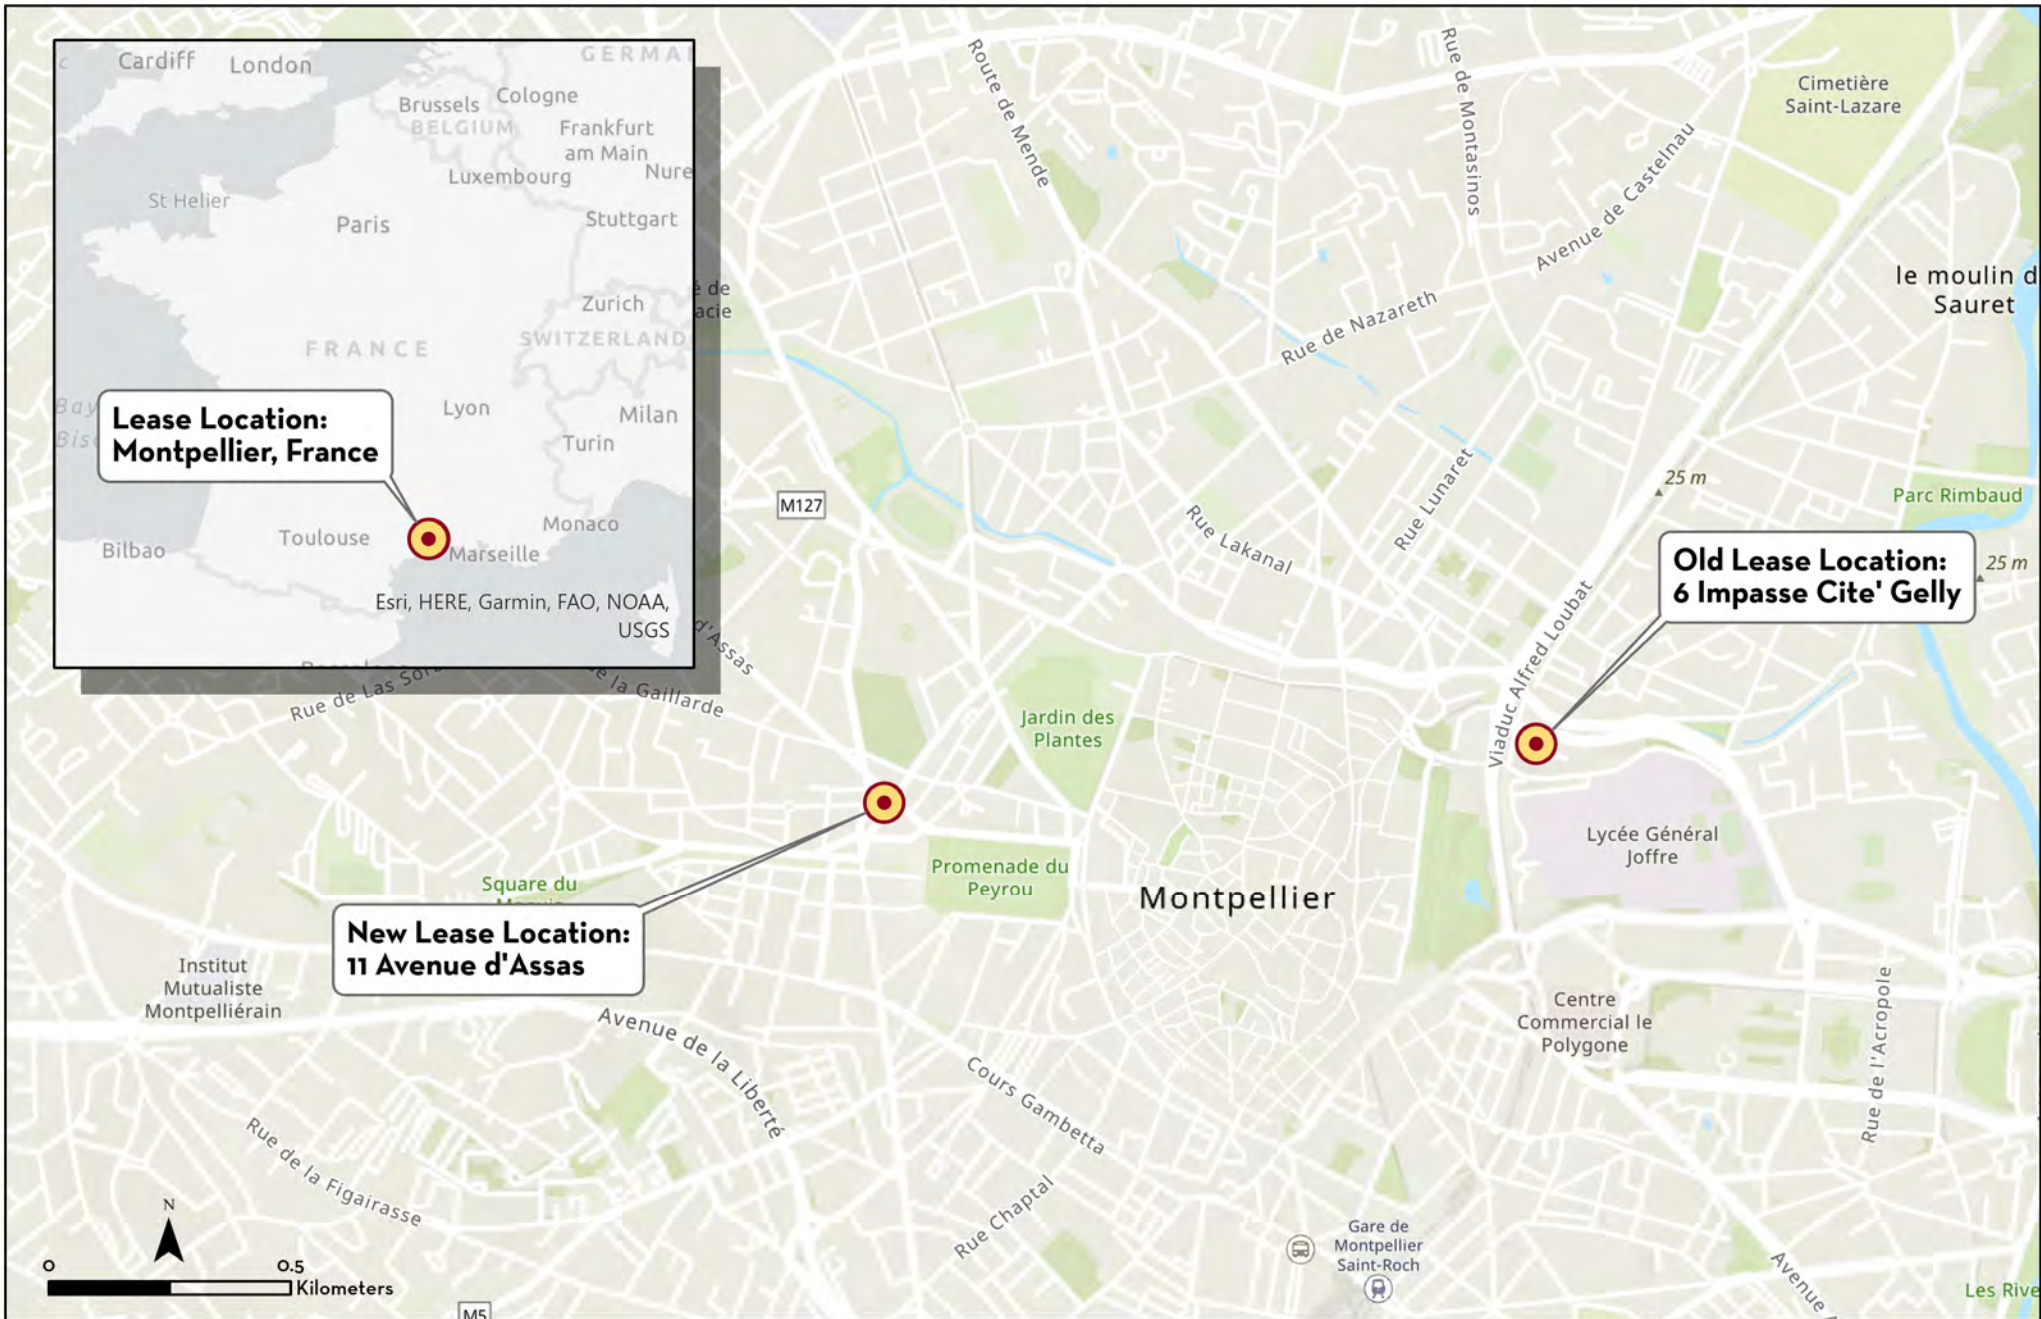 Cardiff
London
GERMA
Brussels
Cologne
BELGIUM
Frankfurt
am Main
Luxembourg
Nure
St Helier
Paris
Stuttgart
Zurich
FRANCE
SWITZERLAND
Bay
Bis
Lease Location:
Montpellier, France
Lyon
Milan
Turin
Monaco
Toulouse
Marseille
Bilbao
Esri, HERE, Garmin, FAO, NOAA,
USGS
Route de Mende
Rue de Montasinos
Cimetière
Saint-Lazare
Avenue de Castelnau
le moulin d
Sauret
é de
acie
Rue de Nazareth
M127
Rue Lakanal
Rue Lunaret
25 m
Parc Rimbaud
Old Lease Location:
6 Impasse Cite' Gelly
25 m
Viaduc Alfred Loubat
d'Assas
Rue de Las Sor
e la Gaillarde
Jardin des
Plantes
Lycée Général
Joffre
Promenade du
Peyrou
Square du
Montpellier
New Lease Location:
11 Avenue d'Assas
Institut
Mutualiste
Montpelliérain
Centre
Commercial le
Polygone
Rue de l'Acropole
Avenue de la Liberté
Cours Gambetta
Rue de la Figairasse
Rue Chaptal
Gare de
Montpellier
Saint-Roch
Avenue
Les Rive
N
0 0.5
Kilometers
M5